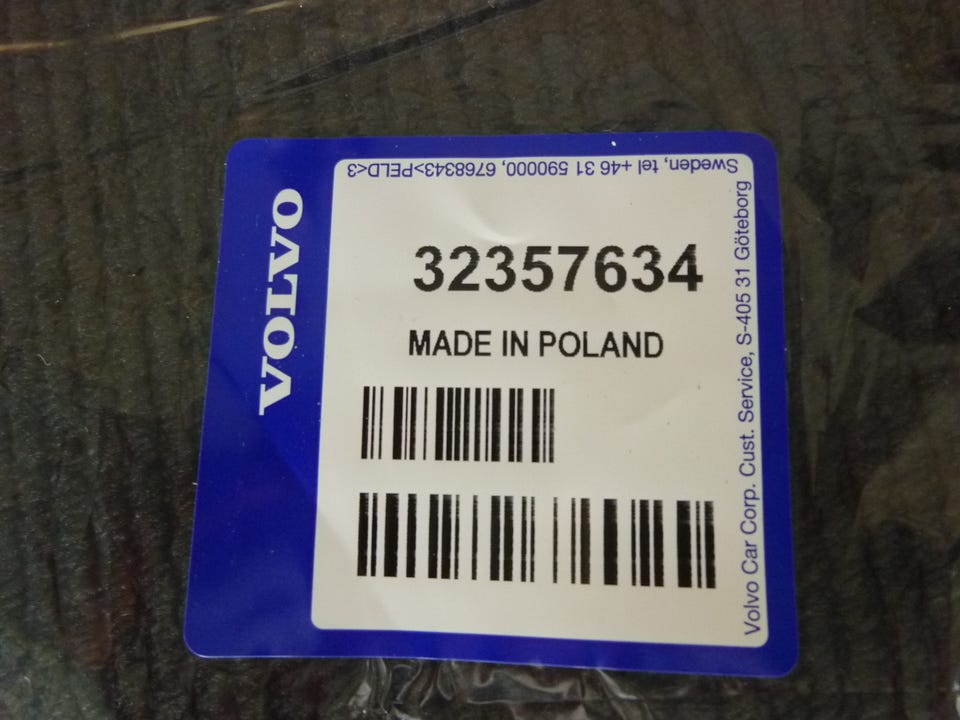 VOLVO
32357634
MADE IN POLAND
Volvo Car Corp. Cust. Service, S-405 31 Göteborg
Sweden, tel +46 31 590000, 6768343>PELD<3